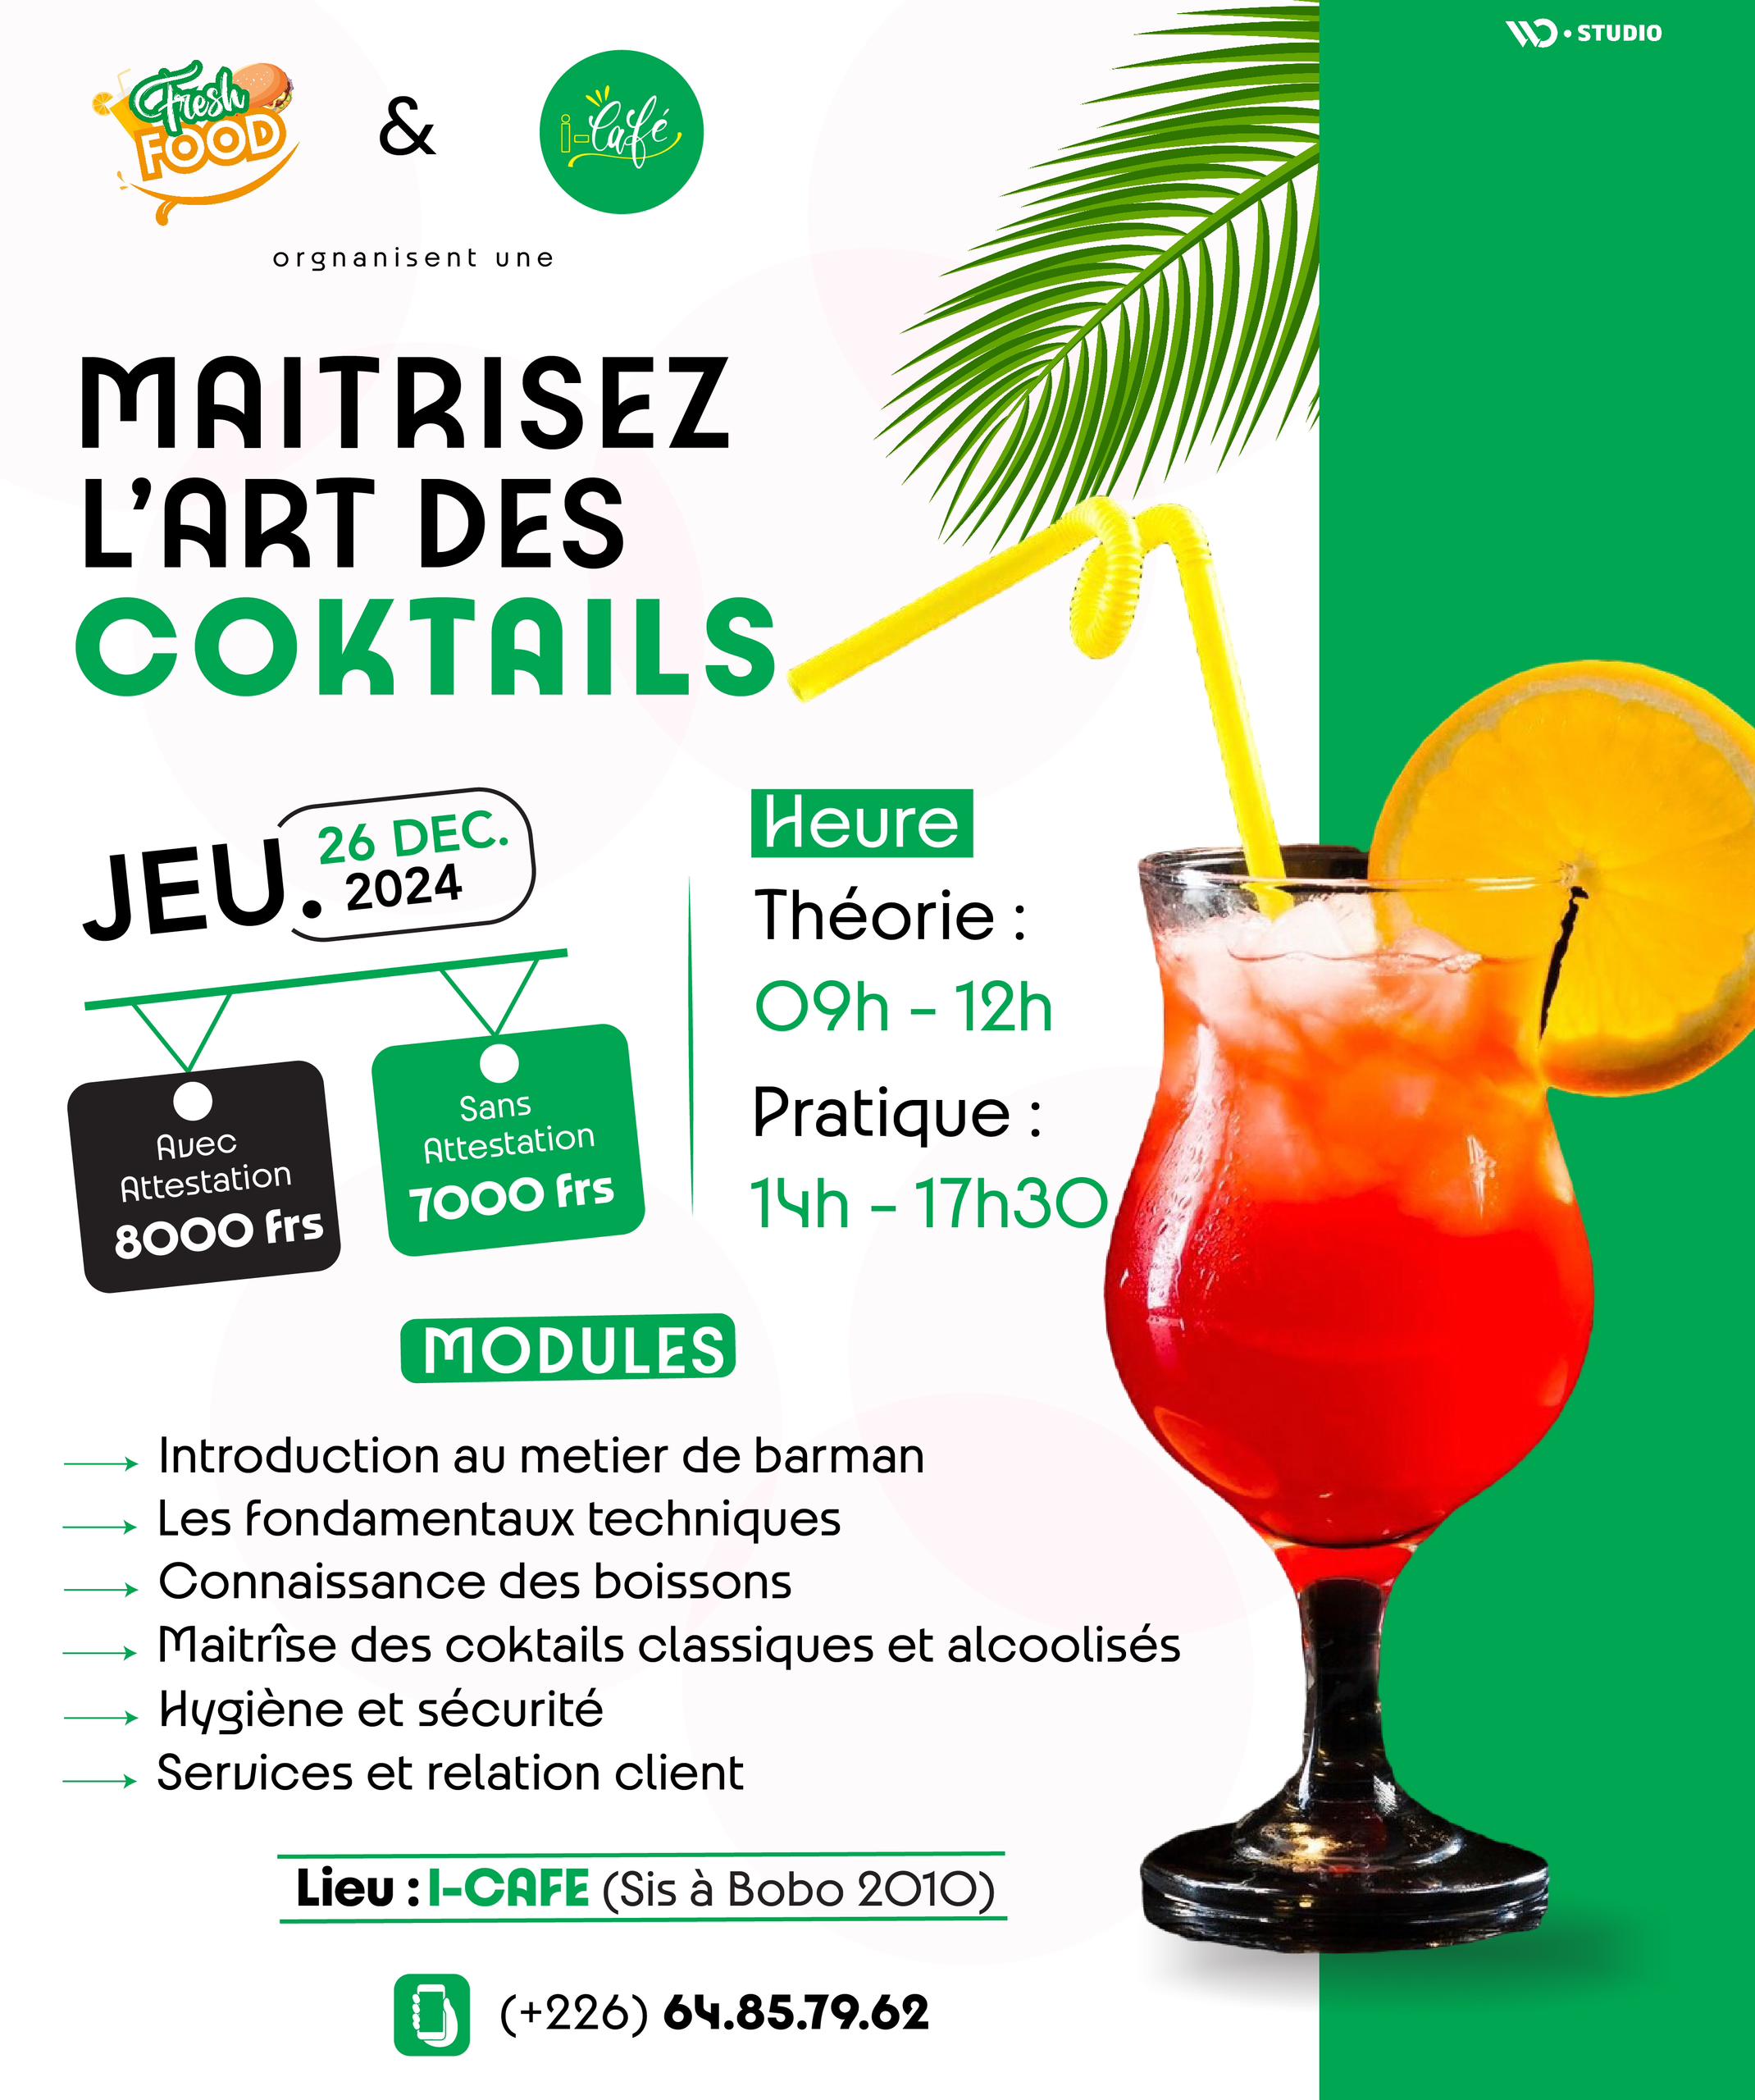 WD • STUDIO
Fresh
FOOD
&
i-Café
orgnanisent une
MAITRISEZ
L'ART DES
COKTAILS
JEU.
26 DEC.
2024
Avec
Attestation
8000 frs
Sans
Attestation
7000 frs
Heure
Théorie :
09h - 12h
Pratique :
14h - 17h30
MODULES
Introduction au metier de barman
Les fondamentaux techniques
Connaissance des boissons
Maitrîse des coktails classiques et alcoolisés
Hygiène et sécurité
Services et relation client
Lieu : I-CAFE (Sis à Bobo 2010)
(+226) 64.85.79.62